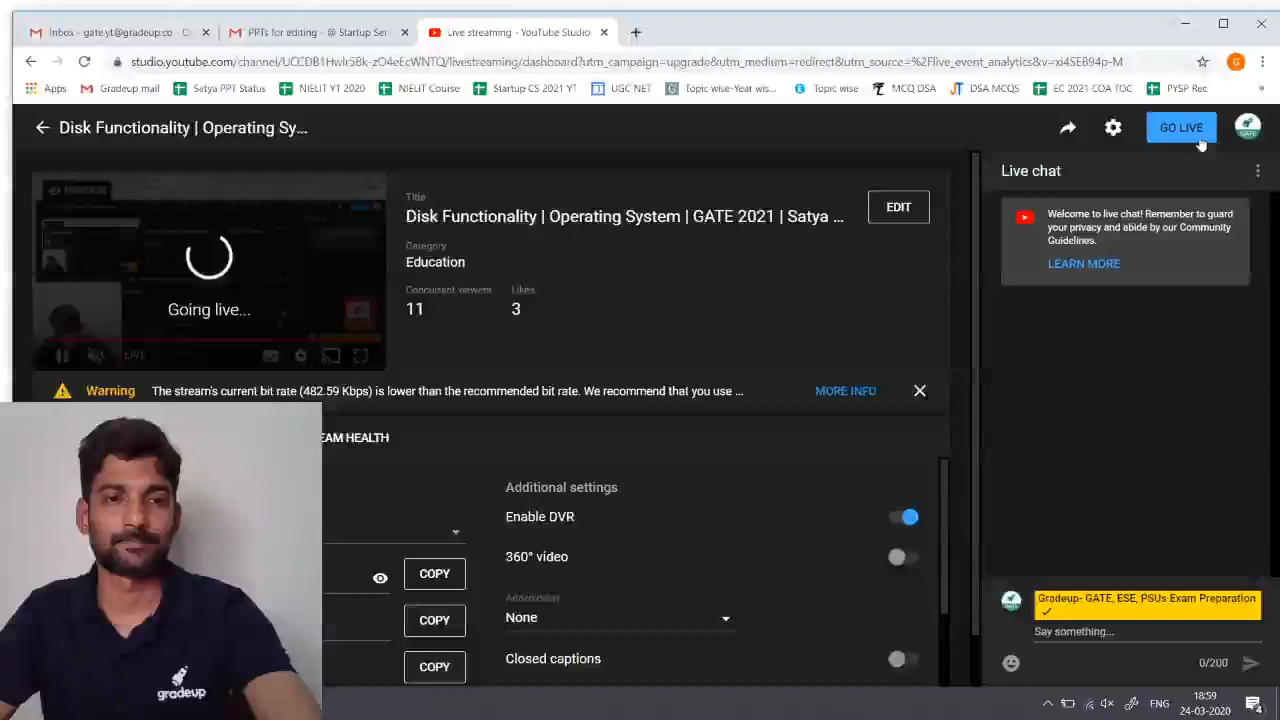 Inbox - gate.yt@gradeup.co - G
PPTs for editing - @ Startup Ser
Live streaming - YouTube Studio
studio.youtube.com/channel/
/livestreaming/dashboard?utm_campaign=upgrade&utm_medium=redirect&utm_source=%2Flive_event_analytics&v=xi4SEB94p-M
Apps
Gradeup mail
Satya PPT Status
NIELIT YT 2020
NIELIT Course
Startup CS 2021 YT
UGC NET
Topic wise-Year wis...
Topic wise
MCQ DSA
DSA MCQS
EC 2021 COA TOC
PYSP Rec
»
Disk Functionality | Operating Sy...
GO LIVE
GATE
Going live...
LIVE
Title
Disk Functionality | Operating System | GATE 2021 | Satya ...
EDIT
Category
Education
Concurrent viewers
Likes
11
3
Warning
The stream's current bit rate (482.59 Kbps) is lower than the recommended bit rate. We recommend that you use ...
MORE INFO
EAM HEALTH
Additional settings
Enable DVR
360° video
COPY
Added delay
None
COPY
Closed captions
COPY
Live chat
Welcome to live chat! Remember to guard
your privacy and abide by our Community
Guidelines.
LEARN MORE
Gradeup- GATE, ESE, PSUs Exam Preparation
Say something...
0/200
gradeup
ENG
18:59
24-03-2020
4